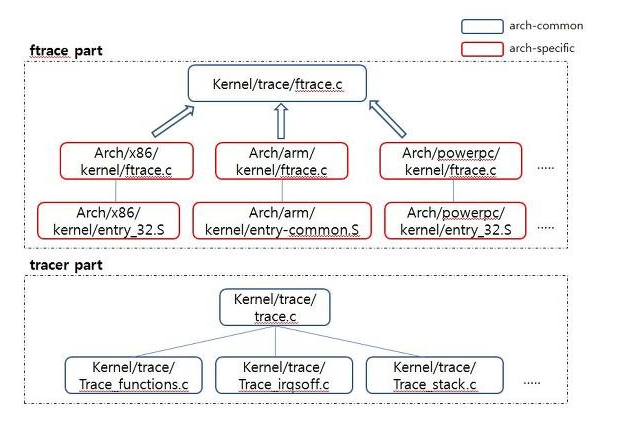 arch-common
arch-specific
ftrace part
Kernel/trace/ftrace.c
Arch/x86/
kernel/ftrace.c
Arch/arm/
kernel/ftrace.c
Arch/powerpc/
kernel/ftrace.c
.....
Arch/x86/
kernel/entry_32.S
Arch/arm/
kernel/entry-common.S
Arch/powerpc/
kernel/entry_32.S
.....
tracer part
Kernel/trace/
trace.c
Kernel/trace/
Trace_functions.c
Kernel/trace/
Trace_irqsoff.c
Kernel/trace/
Trace_stack.c
.....